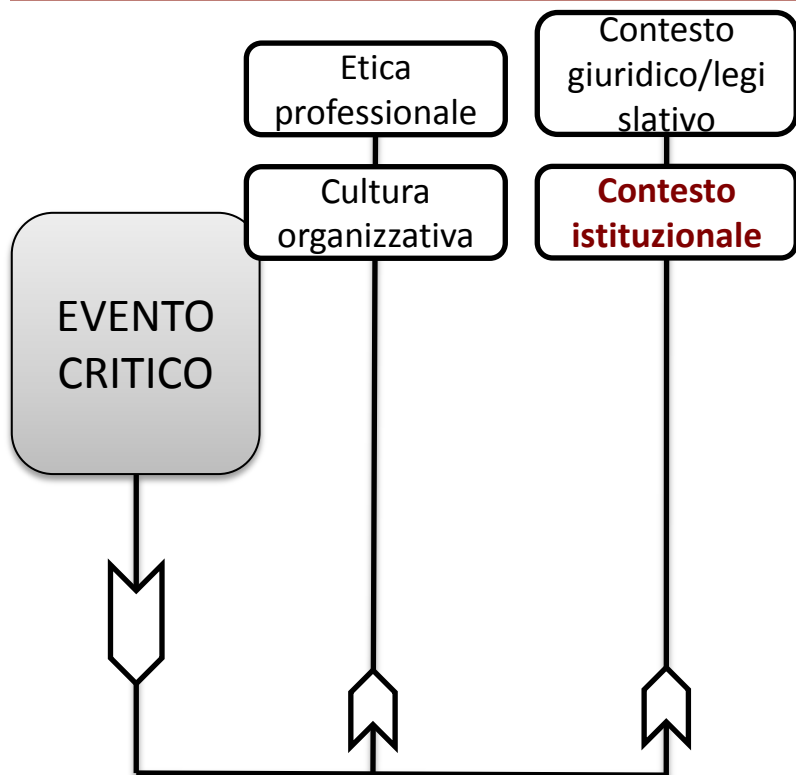 Etica
professionale
Contesto
giuridico/legi
slativo
Cultura
organizzativa
Contesto
istituzionale
EVENTO
CRITICO